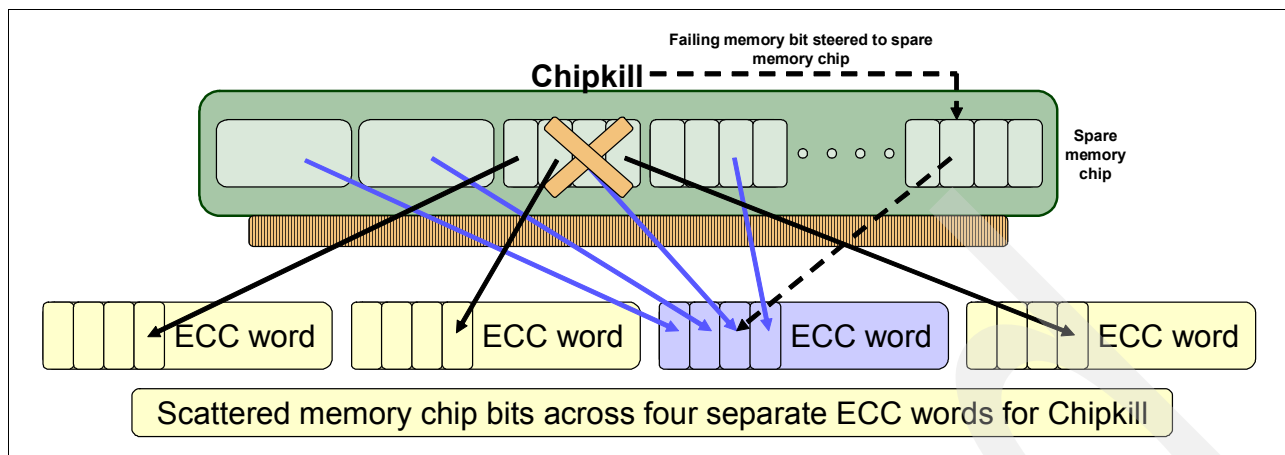 Failing memory bit steered to spare
memory chip
Chipkill
Spare
memory
chip
ECC word
ECC word
ECC word
ECC word
Scattered memory chip bits across four separate ECC words for Chipkill